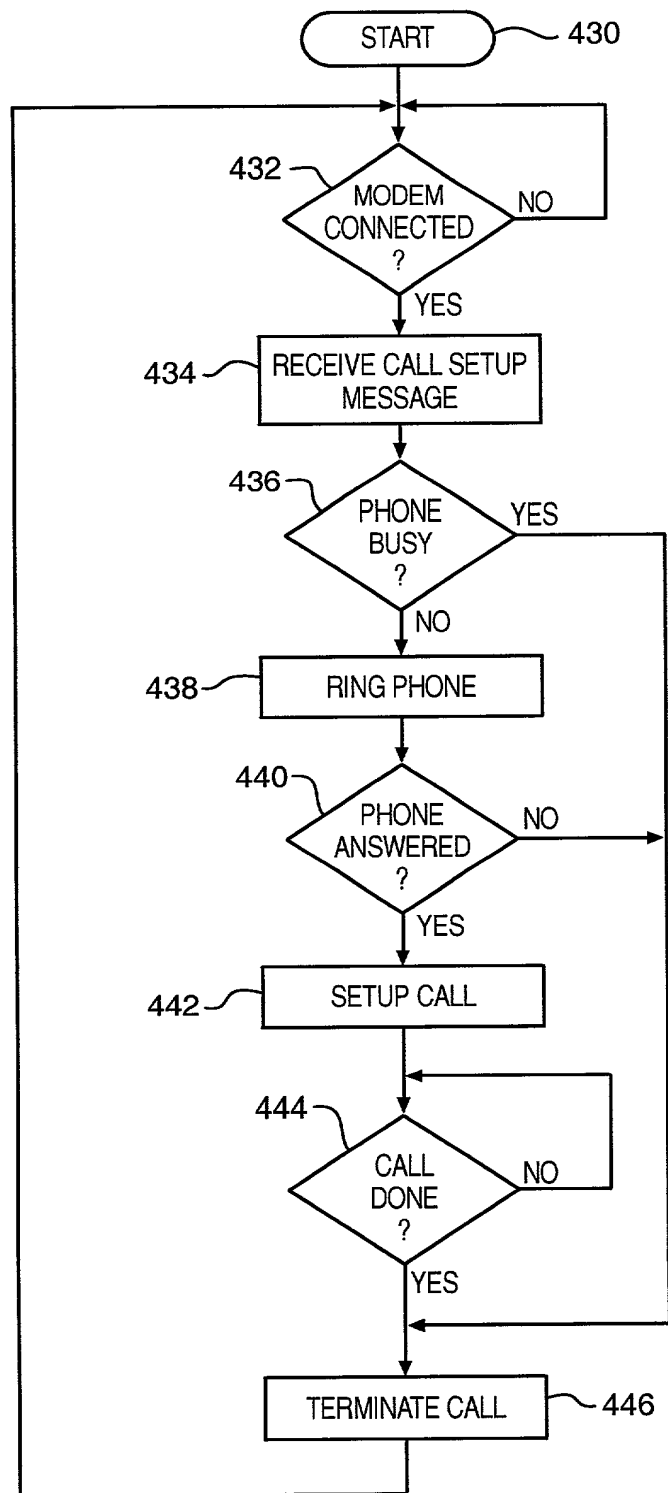 START
430
432
MODEM
CONNECTED
?
NO
YES
434
RECEIVE CALL SETUP
MESSAGE
436
PHONE
BUSY
?
YES
NO
438
RING PHONE
440
PHONE
ANSWERED
?
NO
YES
442
SETUP CALL
444
CALL
DONE
?
NO
YES
TERMINATE CALL
446